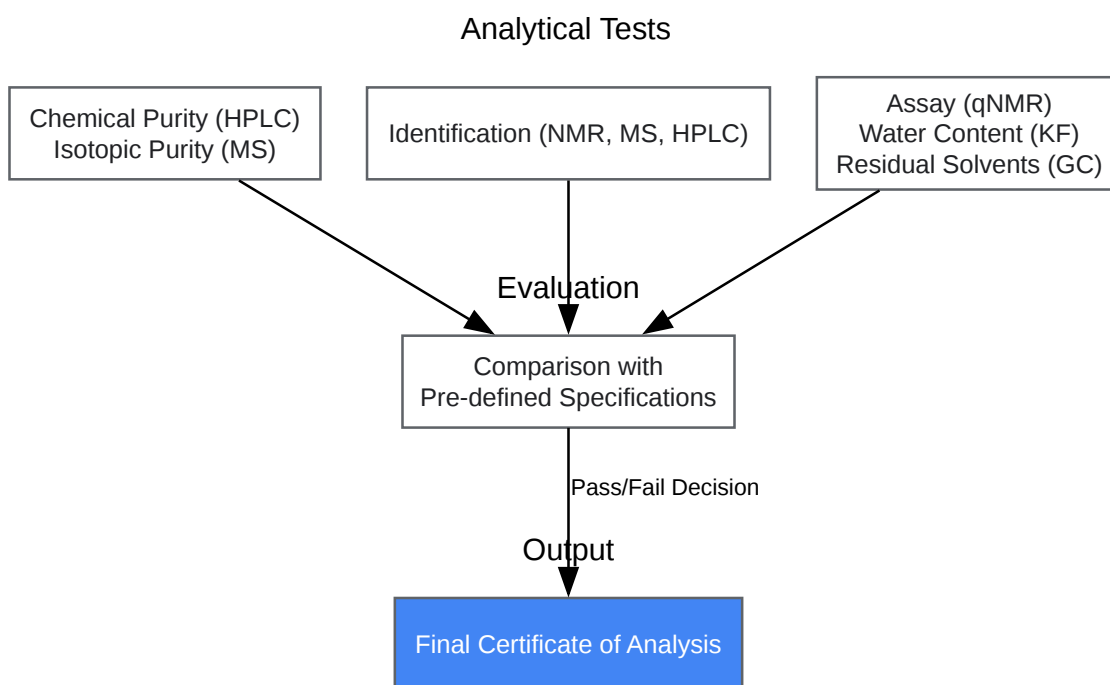 Analytical Tests
Chemical Purity (HPLC)
Isotopic Purity (MS)
Identification (NMR, MS, HPLC)
Assay (qNMR)
Water Content (KF)
Residual Solvents (GC)
Evaluation
Comparison with
Pre-defined Specifications
Pass/Fail Decision
Output
Final Certificate of Analysis